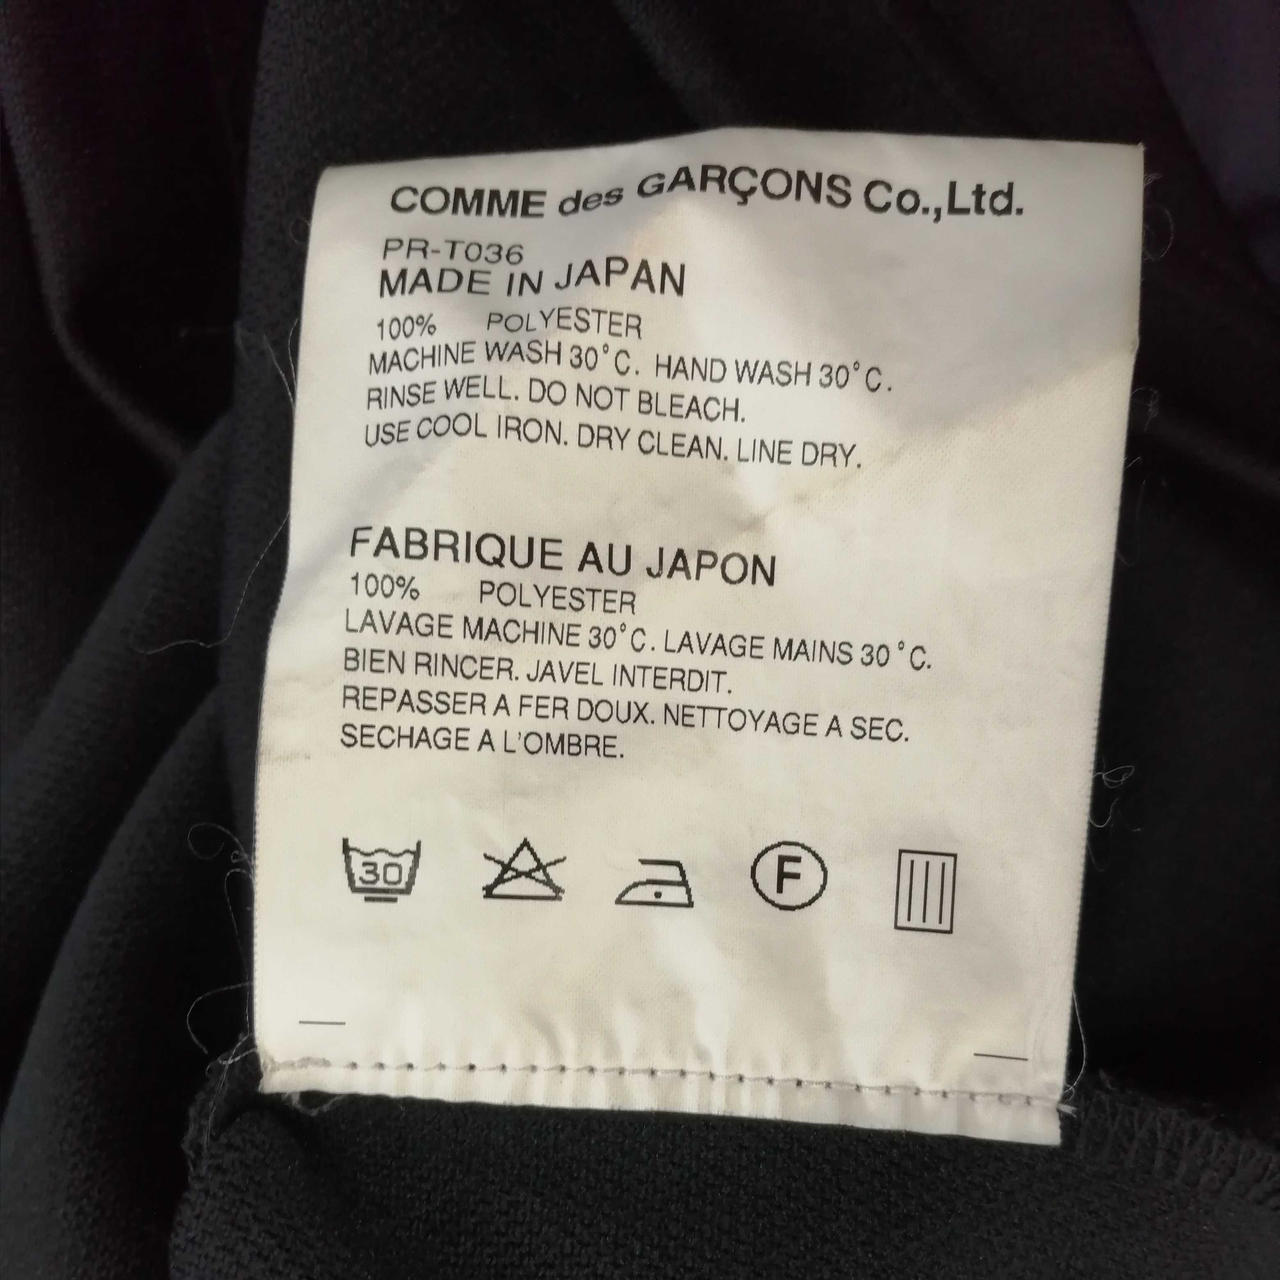 COMME des GARÇONS Co.,Ltd.
PR-T036
MADE IN JAPAN
100% POLYESTER
MACHINE WASH 30°C. HAND WASH 30°C.
RINSE WELL. DO NOT BLEACH.
USE COOL IRON. DRY CLEAN. LINE DRY.
FABRIQUE AU JAPON
100% POLYESTER
LAVAGE MACHINE 30°C. LAVAGE MAINS 30°C.
BIEN RINCER. JAVEL INTERDIT.
REPASSER A FER DOUX. NETTOYAGE A SEC.
SECHAGE A L'OMBRE.
30 F